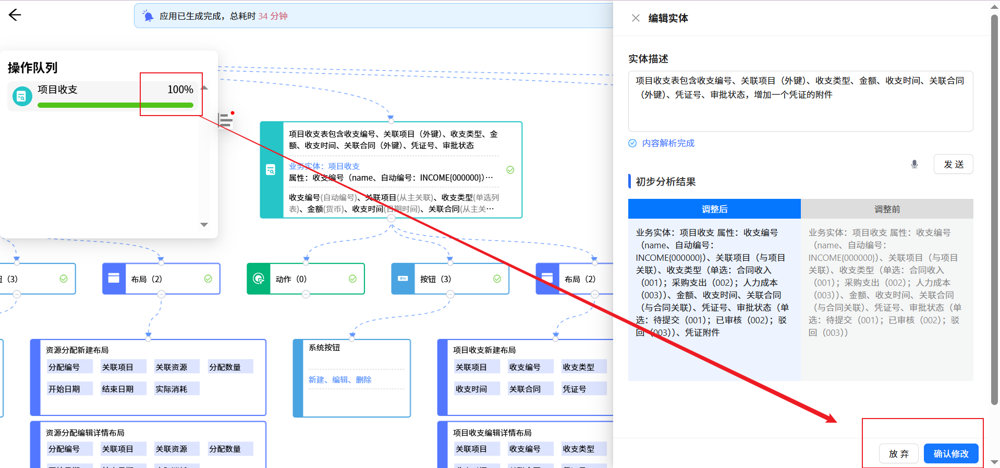 应用已生成完成，总耗时 34 分钟
操作队列
项目收支
100%
项目收支表包含收支编号、关联项目（外键）、收支类型、金
额、收支时间、关联合同（外键）、凭证号、审批状态
业务实体：项目收支
属性：收支编号（name、自动编号：INCOME{000000}）…
收支编号(自动编号)、关联项目(从主关联)、收支类型(单选列
表)、金额(货币)、收支时间(日期时间)、关联合同(从主关…
（3）
布局（2）
动作（0）
Btn
按钮（3）
布局（2）
资源分配新建布局
分配编号
关联项目
关联资源
分配数量
开始日期
结束日期
实际消耗
系统按钮
新建、编辑、删除
项目收支新建布局
关联项目
收支编号
收支类型
收支时间
关联合同
凭证号
资源分配编辑详情布局
分配编号
关联项目
关联资源
分配数量
项目收支编辑详情布局
关联项目
收支编号
收支类型
编辑实体
实体描述
项目收支表包含收支编号、关联项目（外键）、收支类型、金额、收支时间、关联合同
（外键）、凭证号、审批状态，增加一个凭证的附件
内容解析完成
发 送
初步分析结果
调整后
调整前
业务实体：项目收支 属性：收支编号
（name、自动编号：
INCOME{000000}）、关联项目（与项目
关联）、收支类型（单选：合同收入
（001）；采购支出（002）；人力成本
（003））、金额、收支时间、关联合同
（与合同关联）、凭证号、审批状态（单
选：待提交（001）；已审核（002）；驳
回（003））、凭证附件
业务实体：项目收支 属性：收支编号
（name、自动编号：
INCOME{000000}）、关联项目（与项目
关联）、收支类型（单选：合同收入
（001）；采购支出（002）；人力成本
（003））、金额、收支时间、关联合同
（与合同关联）、凭证号、审批状态（单
选：待提交（001）；已审核（002）；驳
回（003））
放 弃
确认修改